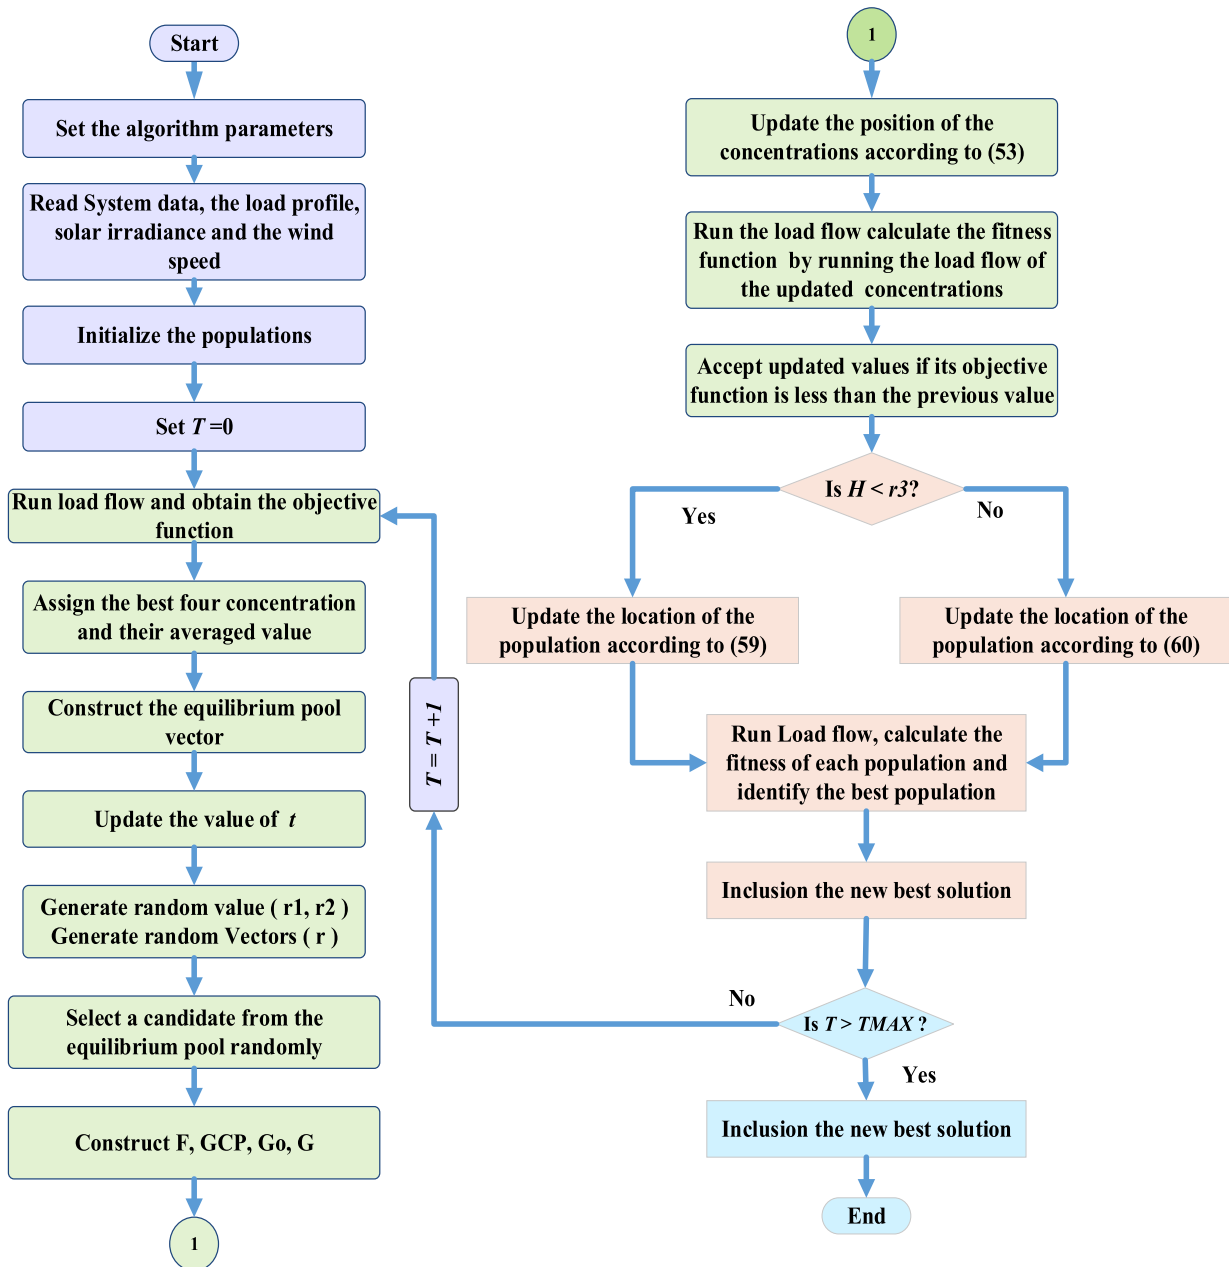 Start
Set the algorithm parameters
Read System data, the load profile,
solar irradiance and the wind
speed
Initialize the populations
Set T =0
Run load flow and obtain the objective
function
Assign the best four concentration
and their averaged value
Construct the equilibrium pool
vector
Update the value of t
Generate random value ( r1, r2 )
Generate random Vectors ( r )
Select a candidate from the
equilibrium pool randomly
Construct F, GCP, Go, G
1
T = T +1
1
Update the position of the
concentrations according to (53)
Run the load flow calculate the fitness
function by running the load flow of
the updated concentrations
Accept updated values if its objective
function is less than the previous value
Is H < r3?
Yes
No
Update the location of the
population according to (59)
Update the location of the
population according to (60)
Run Load flow, calculate the
fitness of each population and
identify the best population
Inclusion the new best solution
Is T > TMAX ?
No
Yes
Inclusion the new best solution
End